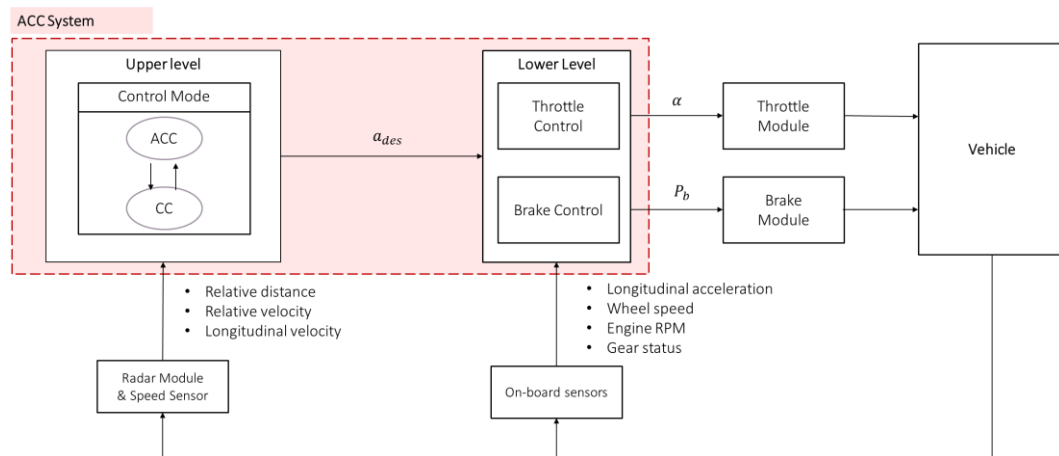 ACC System
Upper level
Control Mode
ACC
CC
a_des
Lower Level
Throttle
Control
Brake Control
α
P_b
Throttle
Module
Brake
Module
Vehicle
• Relative distance
• Relative velocity
• Longitudinal velocity
• Longitudinal acceleration
• Wheel speed
• Engine RPM
• Gear status
Radar Module
& Speed Sensor
On-board sensors